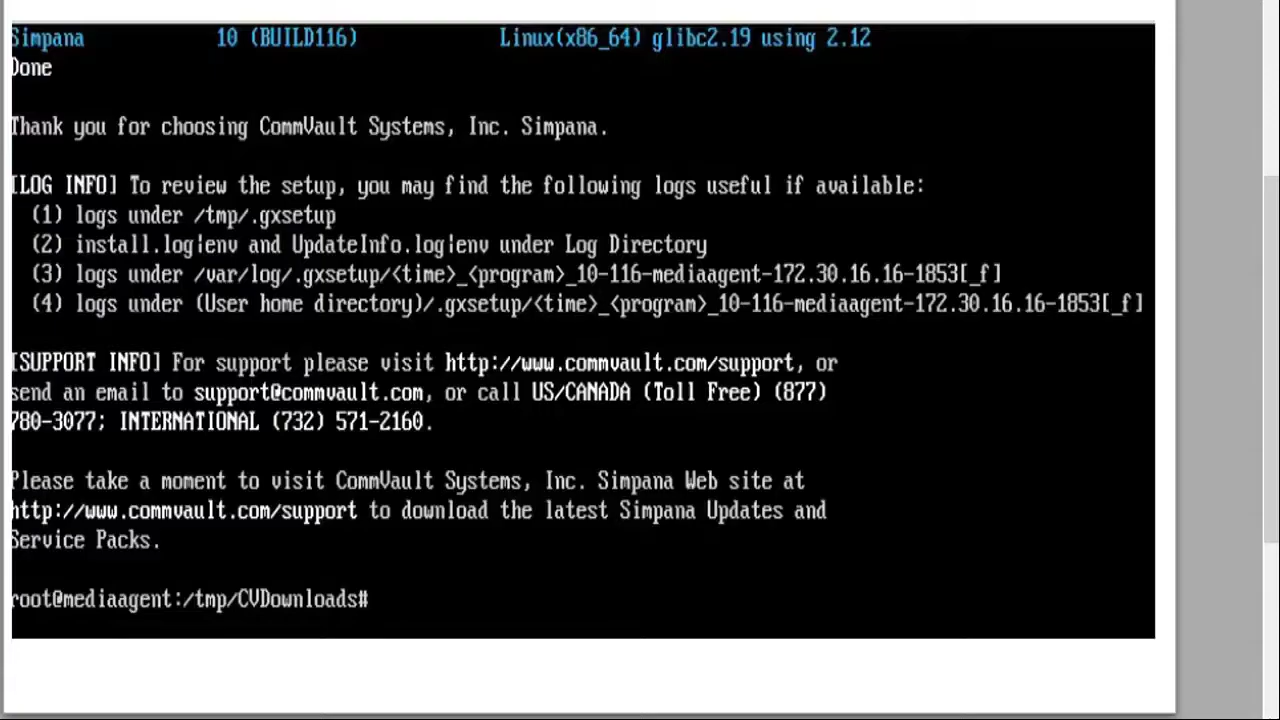 Simpana 10 (BUILD116) Linux(x86_64) glibc2.19 using 2.12
Done
Thank you for choosing CommVault Systems, Inc. Simpana.
[LOG INFO] To review the setup, you may find the following logs useful if available:
(1) logs under /tmp/.gxsetup
(2) install.log|env and UpdateInfo.log|env under Log Directory
(3) logs under /var/log/.gxsetup/<time>_<program>_10-116-mediaagent-172.30.16.16-1853[_f]
(4) logs under (User home directory)/.gxsetup/<time>_<program>_10-116-mediaagent-172.30.16.16-1853[_f]
[SUPPORT INFO] For support please visit http://www.commvault.com/support, or
send an email to support@commvault.com, or call US/CANADA (Toll Free) (877)
780-3077; INTERNATIONAL (732) 571-2160.
Please take a moment to visit CommVault Systems, Inc. Simpana Web site at
http://www.commvault.com/support to download the latest Simpana Updates and
Service Packs.
root@mediaagent:/tmp/CVDownloads#